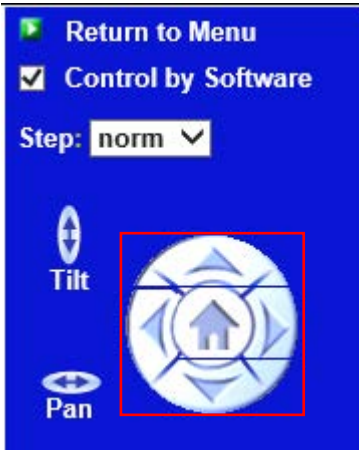 Return to Menu
Control by Software
Step: norm
Tilt
Pan